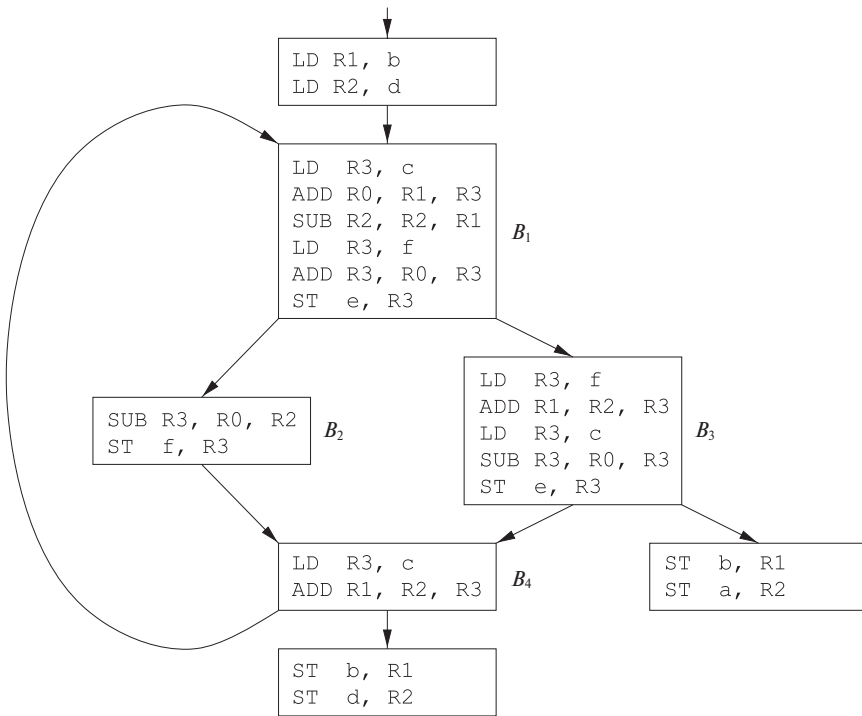 LD R1, b
LD R2, d
LD R3, c
ADD R0, R1, R3
SUB R2, R2, R1
LD R3, f
ADD R3, R0, R3
ST e, R3
B1
SUB R3, R0, R2
ST f, R3
B2
LD R3, f
ADD R1, R2, R3
LD R3, c
SUB R3, R0, R3
ST e, R3
B3
LD R3, c
ADD R1, R2, R3
B4
ST b, R1
ST a, R2
ST b, R1
ST d, R2